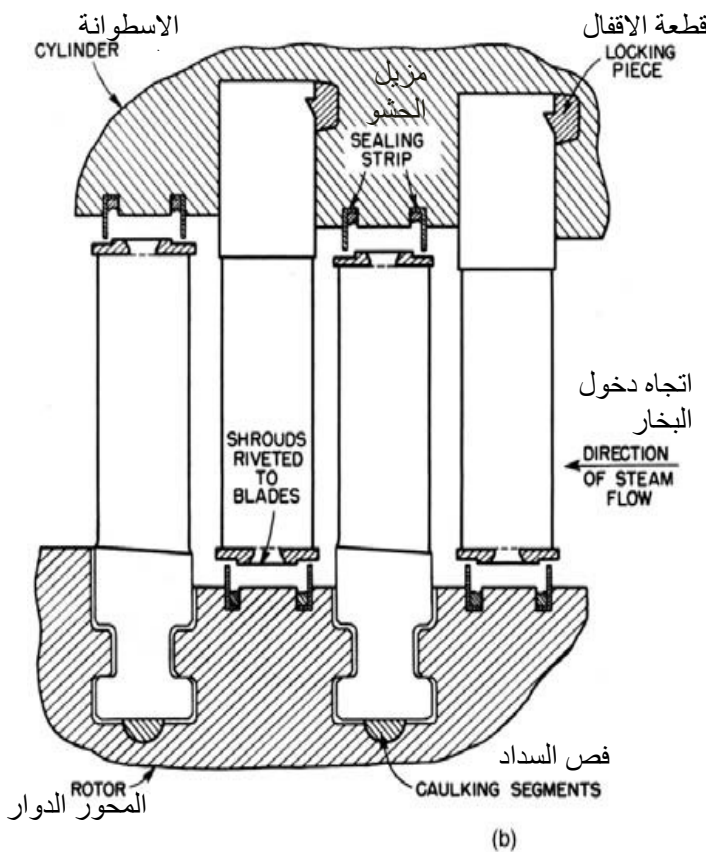 الاسطوانة
CYLINDER
قطعة الاقفال
LOCKING
PIECE
مزيل
الحشو
SEALING
STRIP
اتجاه دخول
البخار
DIRECTION
OF STEAM
FLOW
SHROUDS
RIVETED
TO
BLADES
فص السداد
CAULKING SEGMENTS
ROTOR
المحور الدوار
(b)